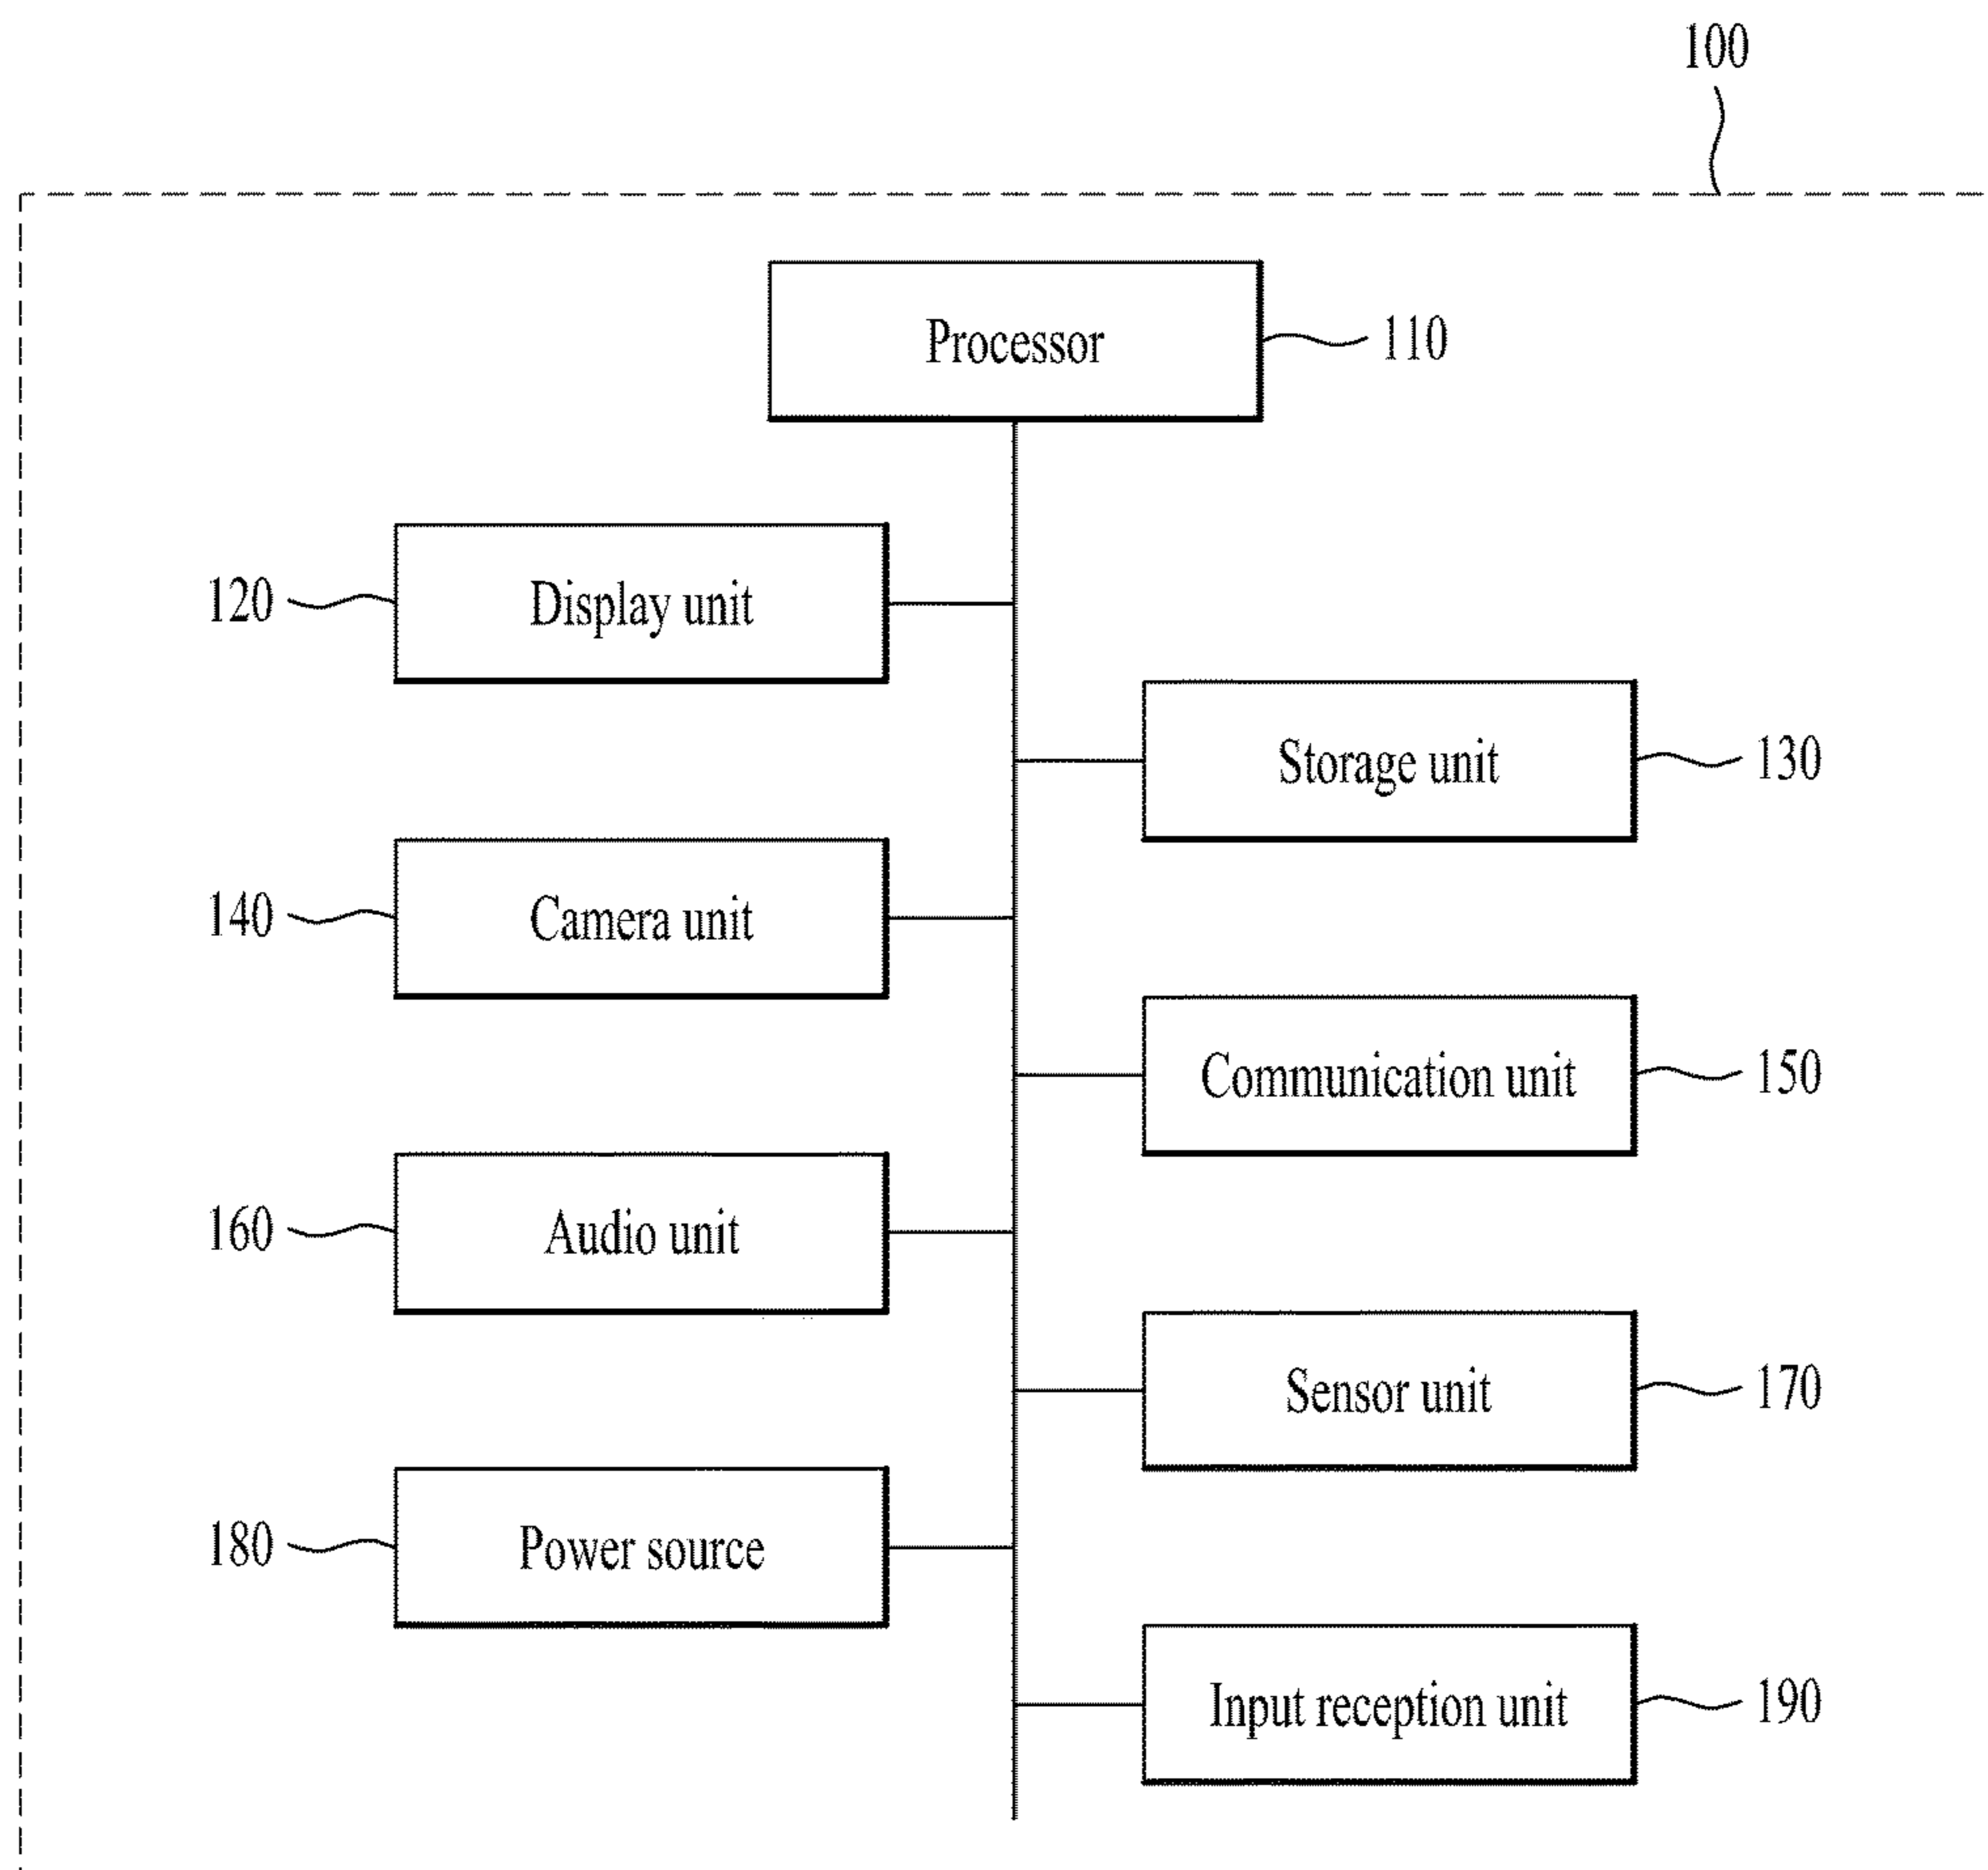 100
Processor
110
120
Display unit
Storage unit
130
140
Camera unit
Communication unit
150
160
Audio unit
Sensor unit
170
180
Power source
Input reception unit
190